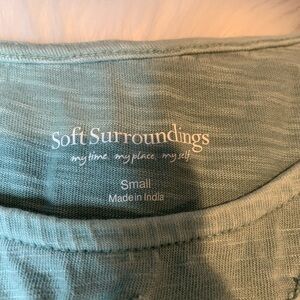 Soft Surroundings
my time, my place, my self
Small
Made in India